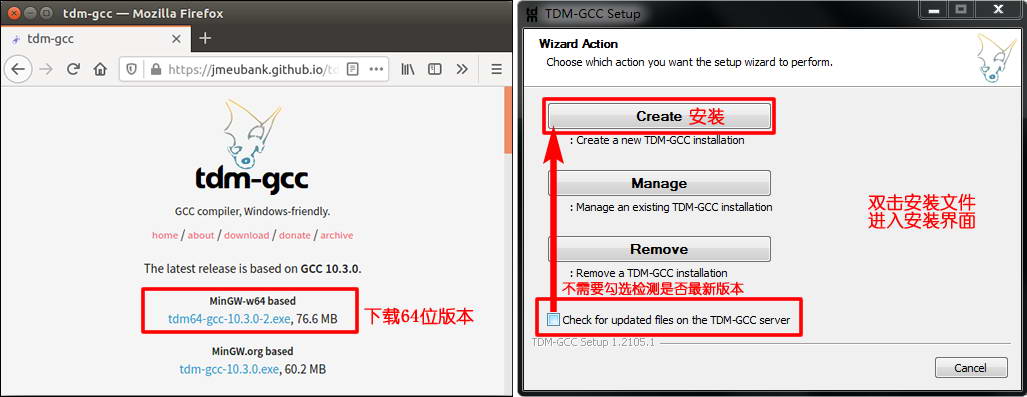 tdm-gcc — Mozilla Firefox
tdm-gcc
https://jmeubank.github.io/td
tdm-gcc
GCC compiler, Windows-friendly.
home / about / download / donate / archive
The latest release is based on GCC 10.3.0.
MinGW-w64 based
tdm64-gcc-10.3.0-2.exe, 76.6 MB
下载64位版本
MinGW.org based
tdm-gcc-10.3.0.exe, 60.2 MB
TDM-GCC Setup
Wizard Action
Choose which action you want the setup wizard to perform.
Create 安装
: Create a new TDM-GCC installation
Manage
: Manage an existing TDM-GCC installation
双击安装文件
进入安装界面
Remove
: Remove a TDM-GCC installation
不需要勾选检测是否最新版本
Check for updated files on the TDM-GCC server
TDM-GCC Setup 1.2105.1
Cancel